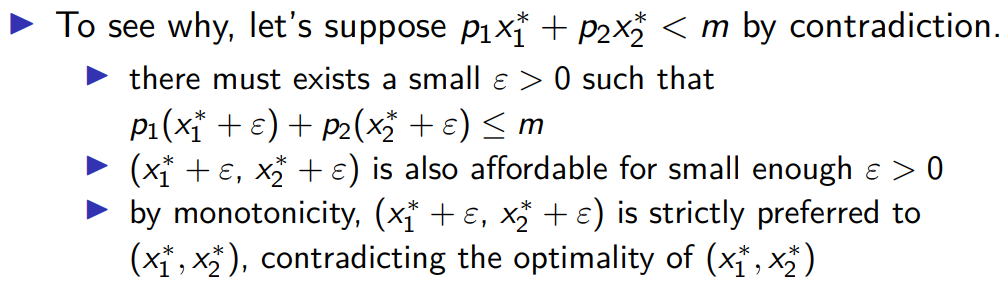 ▶ To see why, let's suppose p₁x₁* + p₂x₂* < m by contradiction.
▶ there must exists a small ε > 0 such that
p₁(x₁* + ε) + p₂(x₂* + ε) ≤ m
▶ (x₁* + ε, x₂* + ε) is also affordable for small enough ε > 0
▶ by monotonicity, (x₁* + ε, x₂* + ε) is strictly preferred to
(x₁*, x₂*), contradicting the optimality of (x₁*, x₂*)